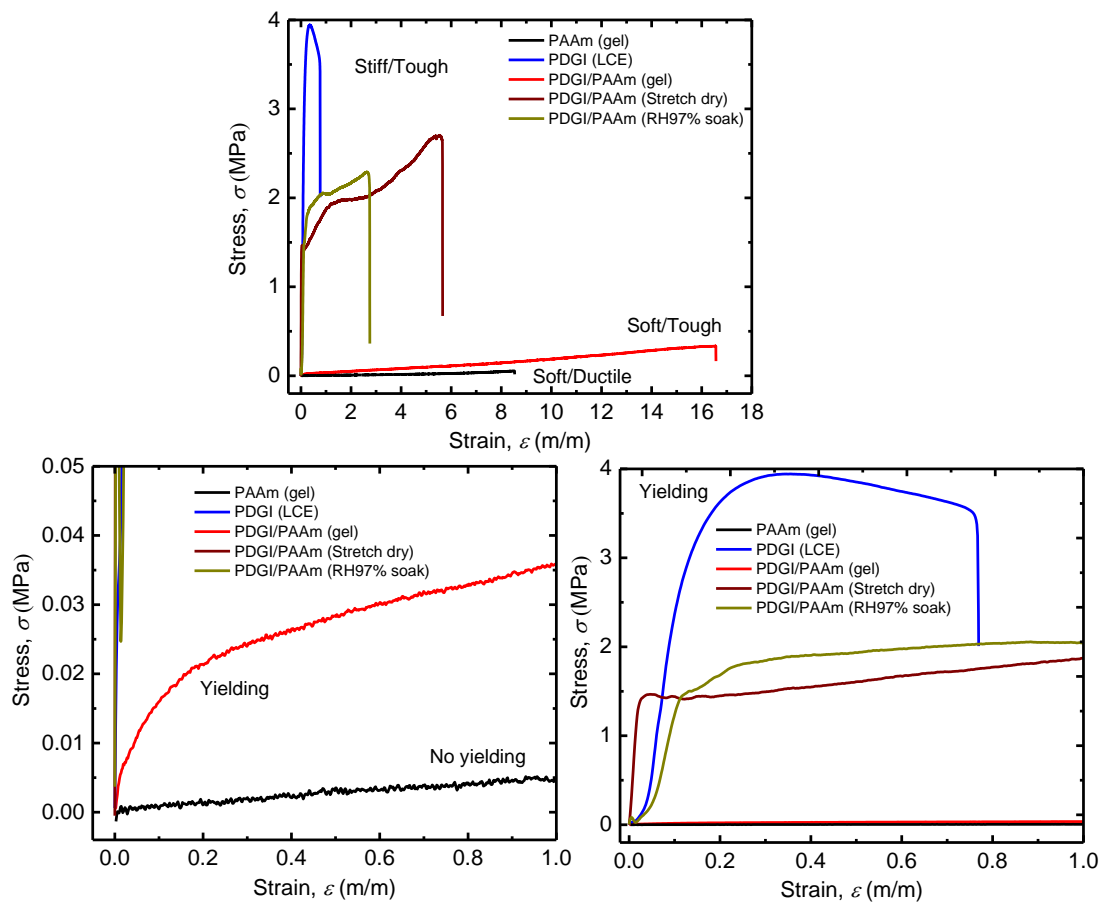 PAAm (gel)
PDGI (LCE)
PDGI/PAAm (gel)
PDGI/PAAm (Stretch dry)
PDGI/PAAm (RH97% soak)
Stiff/Tough
Soft/Tough
Soft/Ductile
Stress, σ (MPa)
4
3
2
1
0
0 2 4 6 8 10 12 14 16 18
Strain, ε (m/m)
PAAm (gel)
PDGI (LCE)
PDGI/PAAm (gel)
PDGI/PAAm (Stretch dry)
PDGI/PAAm (RH97% soak)
Yielding
No yielding
Stress, σ (MPa)
0.05
0.04
0.03
0.02
0.01
0.00
0.0 0.2 0.4 0.6 0.8 1.0
Strain, ε (m/m)
Yielding
PAAm (gel)
PDGI (LCE)
PDGI/PAAm (gel)
PDGI/PAAm (Stretch dry)
PDGI/PAAm (RH97% soak)
Stress, σ (MPa)
4
3
2
1
0
0.0 0.2 0.4 0.6 0.8 1.0
Strain, ε (m/m)